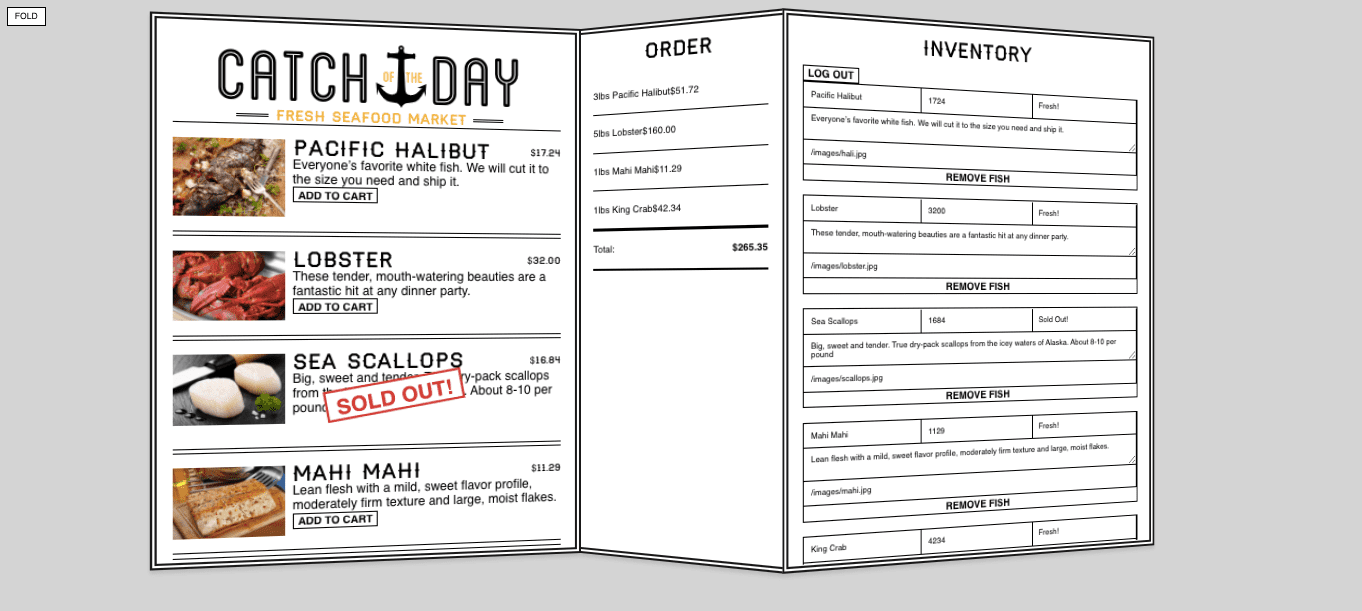 FOLD
CATCH OF THE DAY
FRESH SEAFOOD MARKET
PACIFIC HALIBUT $17.24
Everyone's favorite white fish. We will cut it to
the size you need and ship it.
ADD TO CART
LOBSTER $32.00
These tender, mouth-watering beauties are a
fantastic hit at any dinner party.
ADD TO CART
SEA SCALLOPS $16.84
Big, sweet and tender. ry-pack scallops
from About 8-10 per
pound
SOLD OUT!
MAHI MAHI $11.29
Lean flesh with a mild, sweet flavor profile,
moderately firm texture and large, moist flakes.
ADD TO CART
ORDER
3lbs Pacific Halibut$51.72
5lbs Lobster$160.00
1lbs Mahi Mahi$11.29
1lbs King Crab$42.34
Total: $265.35
INVENTORY
LOG OUT
Pacific Halibut 1724 Fresh!
Everyone's favorite white fish. We will cut it to the size you need and ship it.
/images/hali.jpg
REMOVE FISH
Lobster 3200 Fresh!
These tender, mouth-watering beauties are a fantastic hit at any dinner party.
/images/lobster.jpg
REMOVE FISH
Sea Scallops 1684 Sold Out!
Big, sweet and tender. True dry-pack scallops from the icey waters of Alaska. About 8-10 per
pound
/images/scallops.jpg
REMOVE FISH
Mahi Mahi 1129 Fresh!
Lean flesh with a mild, sweet flavor profile, moderately firm texture and large, moist flakes.
/images/mahi.jpg
REMOVE FISH
King Crab 4234 Fresh!